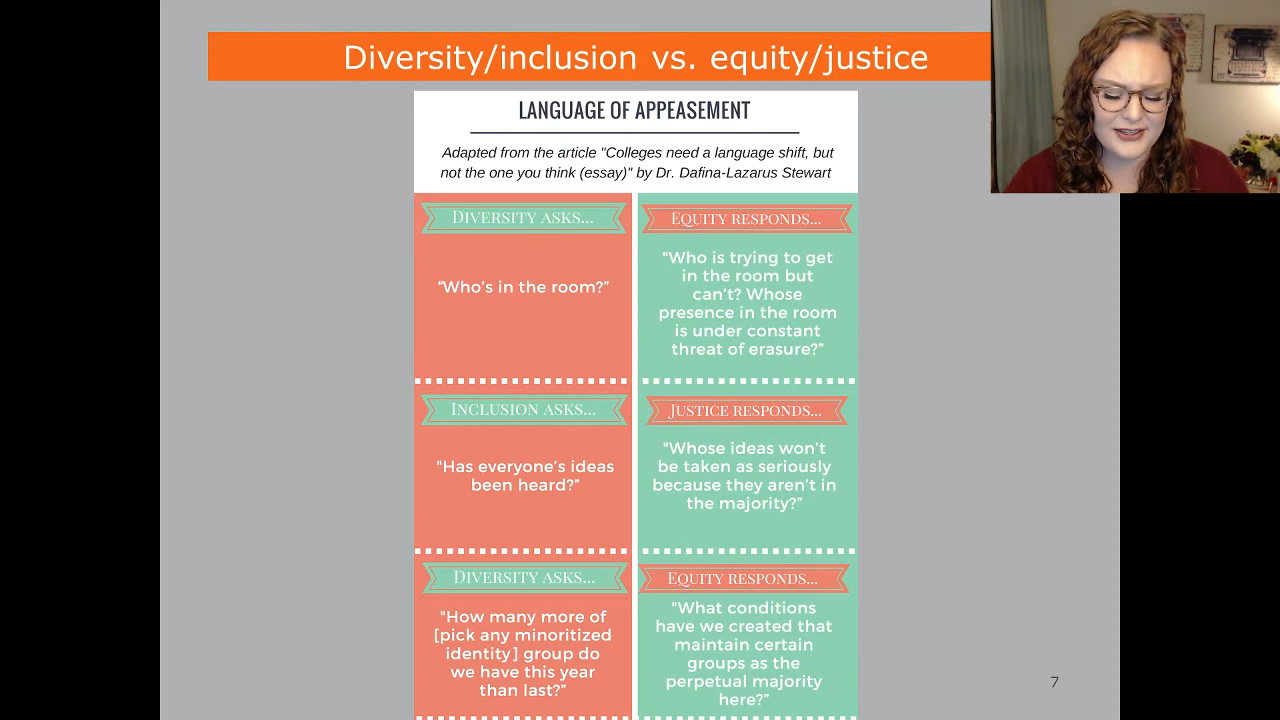 Diversity/inclusion vs. equity/justice
LANGUAGE OF APPEASEMENT
Adapted from the article "Colleges need a language shift, but
not the one you think (essay)" by Dr. Dafina-Lazarus Stewart
DIVERSITY ASKS...
“Who’s in the room?”
EQUITY RESPONDS...
"Who is trying to get
in the room but
can’t? Whose
presence in the room
is under constant
threat of erasure?”
INCLUSION ASKS...
"Has everyone’s ideas
been heard?”
JUSTICE RESPONDS...
"Whose ideas won’t
be taken as seriously
because they aren’t in
the majority?”
DIVERSITY ASKS...
"How many more of
[pick any minoritized
identity] group do
we have this year
than last?”
EQUITY RESPONDS...
"What conditions
have we created that
maintain certain
groups as the
perpetual majority
here?”
7